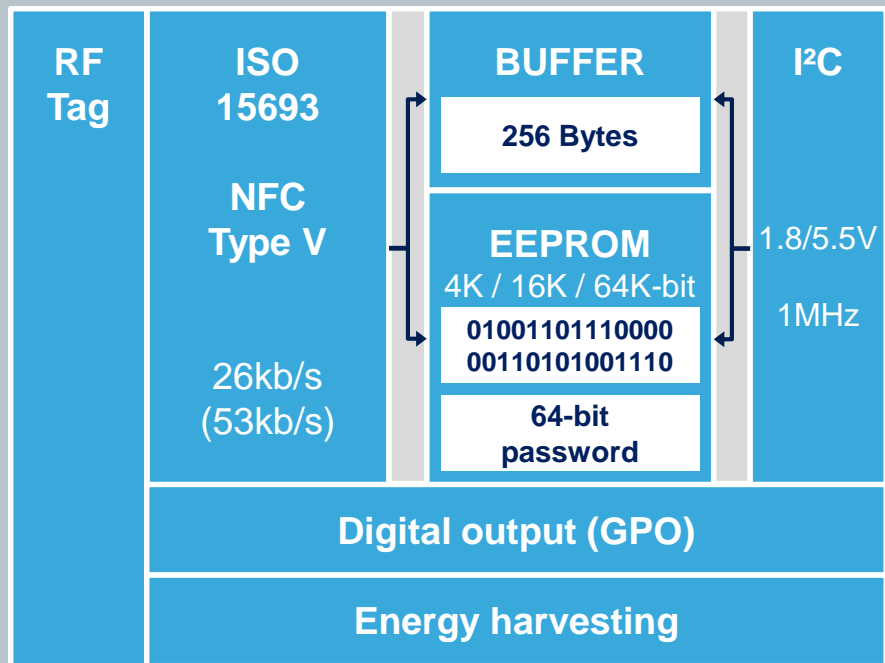 RF
Tag
ISO
15693
NFC
Type V
26kb/s
(53kb/s)
BUFFER
256 Bytes
EEPROM
4K / 16K / 64K-bit
01001101110000
00110101001110
64-bit
password
I²C
1.8/5.5V
1MHz
Digital output (GPO)
Energy harvesting